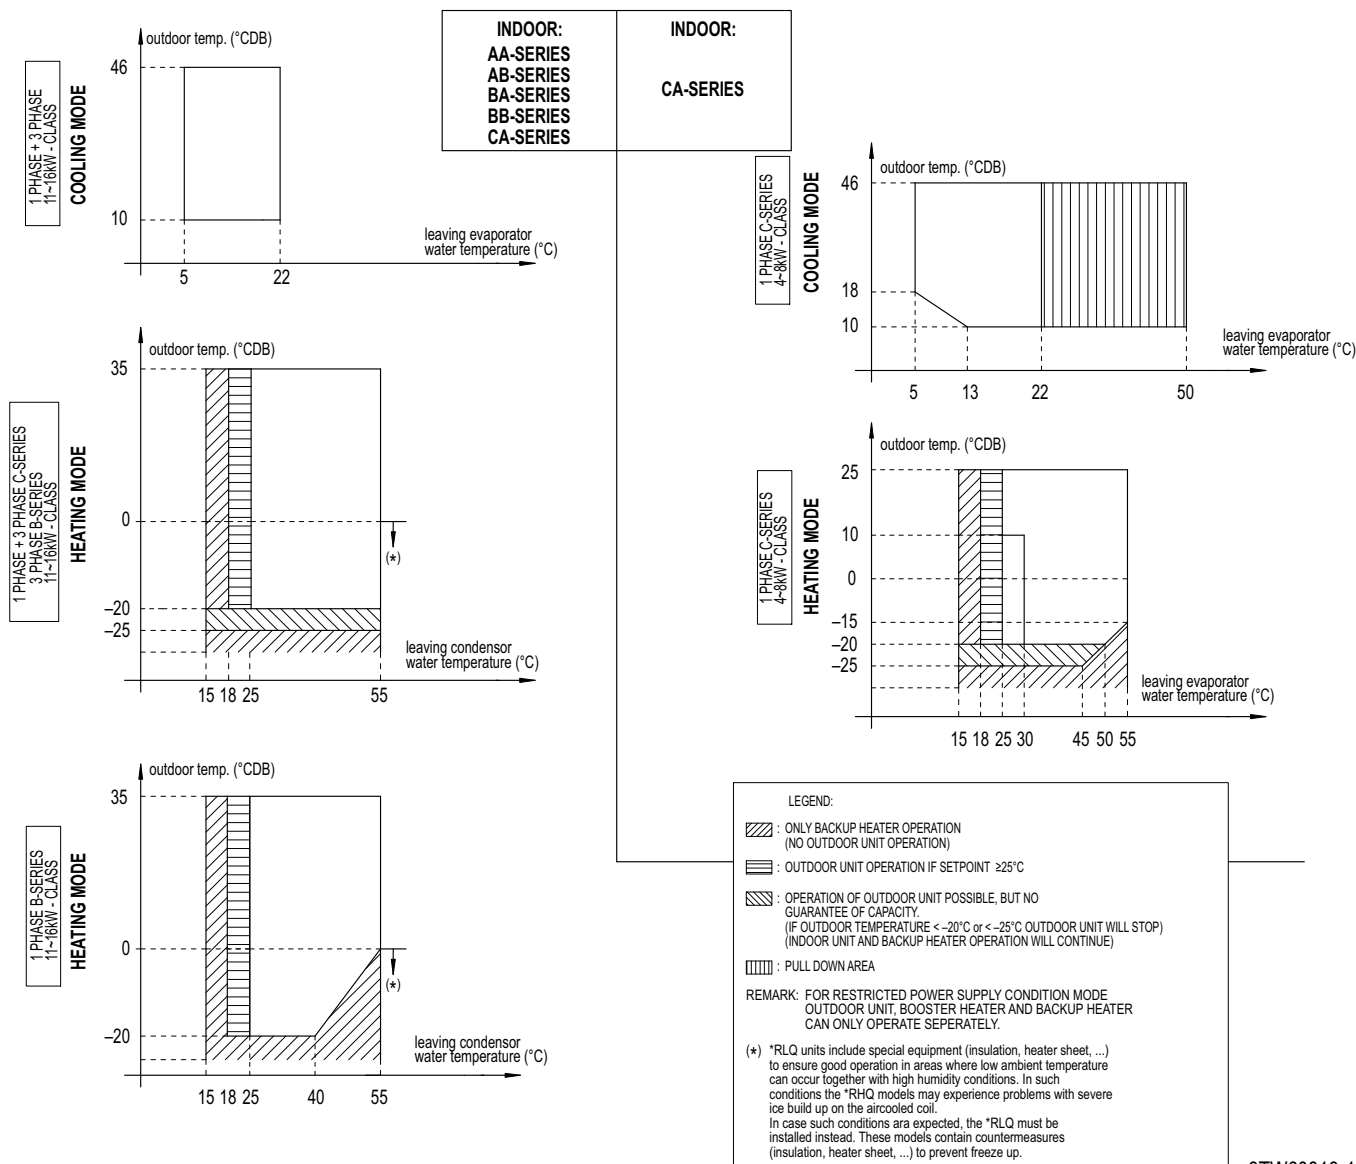 INDOOR:
AA-SERIES
AB-SERIES
BA-SERIES
BB-SERIES
CA-SERIES
INDOOR:
CA-SERIES
1 PHASE + 3 PHASE
11~16kW - CLASS
COOLING MODE
outdoor temp. (°CDB)
46
10
leaving evaporator
water temperature (°C)
5 22
1 PHASE + 3 PHASE C-SERIES
3 PHASE B-SERIES
11~16kW - CLASS
HEATING MODE
outdoor temp. (°CDB)
35
0
(*)
–20
–25
leaving condensor
water temperature (°C)
15 18 25 55
1 PHASE B-SERIES
11~16kW - CLASS
HEATING MODE
outdoor temp. (°CDB)
35
0
(*)
–20
leaving condensor
water temperature (°C)
15 18 25 40 55
1 PHASE C-SERIES
4~8kW - CLASS
COOLING MODE
outdoor temp. (°CDB)
46
18
10
leaving evaporator
water temperature (°C)
5 13 22 50
1 PHASE C-SERIES
4~8kW - CLASS
HEATING MODE
outdoor temp. (°CDB)
25
10
0
–15
–20
–25
leaving evaporator
water temperature (°C)
15 18 25 30 45 50 55
LEGEND:
: ONLY BACKUP HEATER OPERATION
(NO OUTDOOR UNIT OPERATION)
: OUTDOOR UNIT OPERATION IF SETPOINT ≥25°C
: OPERATION OF OUTDOOR UNIT POSSIBLE, BUT NO
GUARANTEE OF CAPACITY.
(IF OUTDOOR TEMPERATURE < –20°C or < –25°C OUTDOOR UNIT WILL STOP)
(INDOOR UNIT AND BACKUP HEATER OPERATION WILL CONTINUE)
: PULL DOWN AREA
REMARK: FOR RESTRICTED POWER SUPPLY CONDITION MODE
OUTDOOR UNIT, BOOSTER HEATER AND BACKUP HEATER
CAN ONLY OPERATE SEPERATELY.
(*) *RLQ units include special equipment (insulation, heater sheet, ...)
to ensure good operation in areas where low ambient temperature
can occur together with high humidity conditions. In such
conditions the *RHQ models may experience problems with severe
ice build up on the aircooled coil.
In case such conditions ara expected, the *RLQ must be
installed instead. These models contain countermeasures
(insulation, heater sheet, ...) to prevent freeze up.